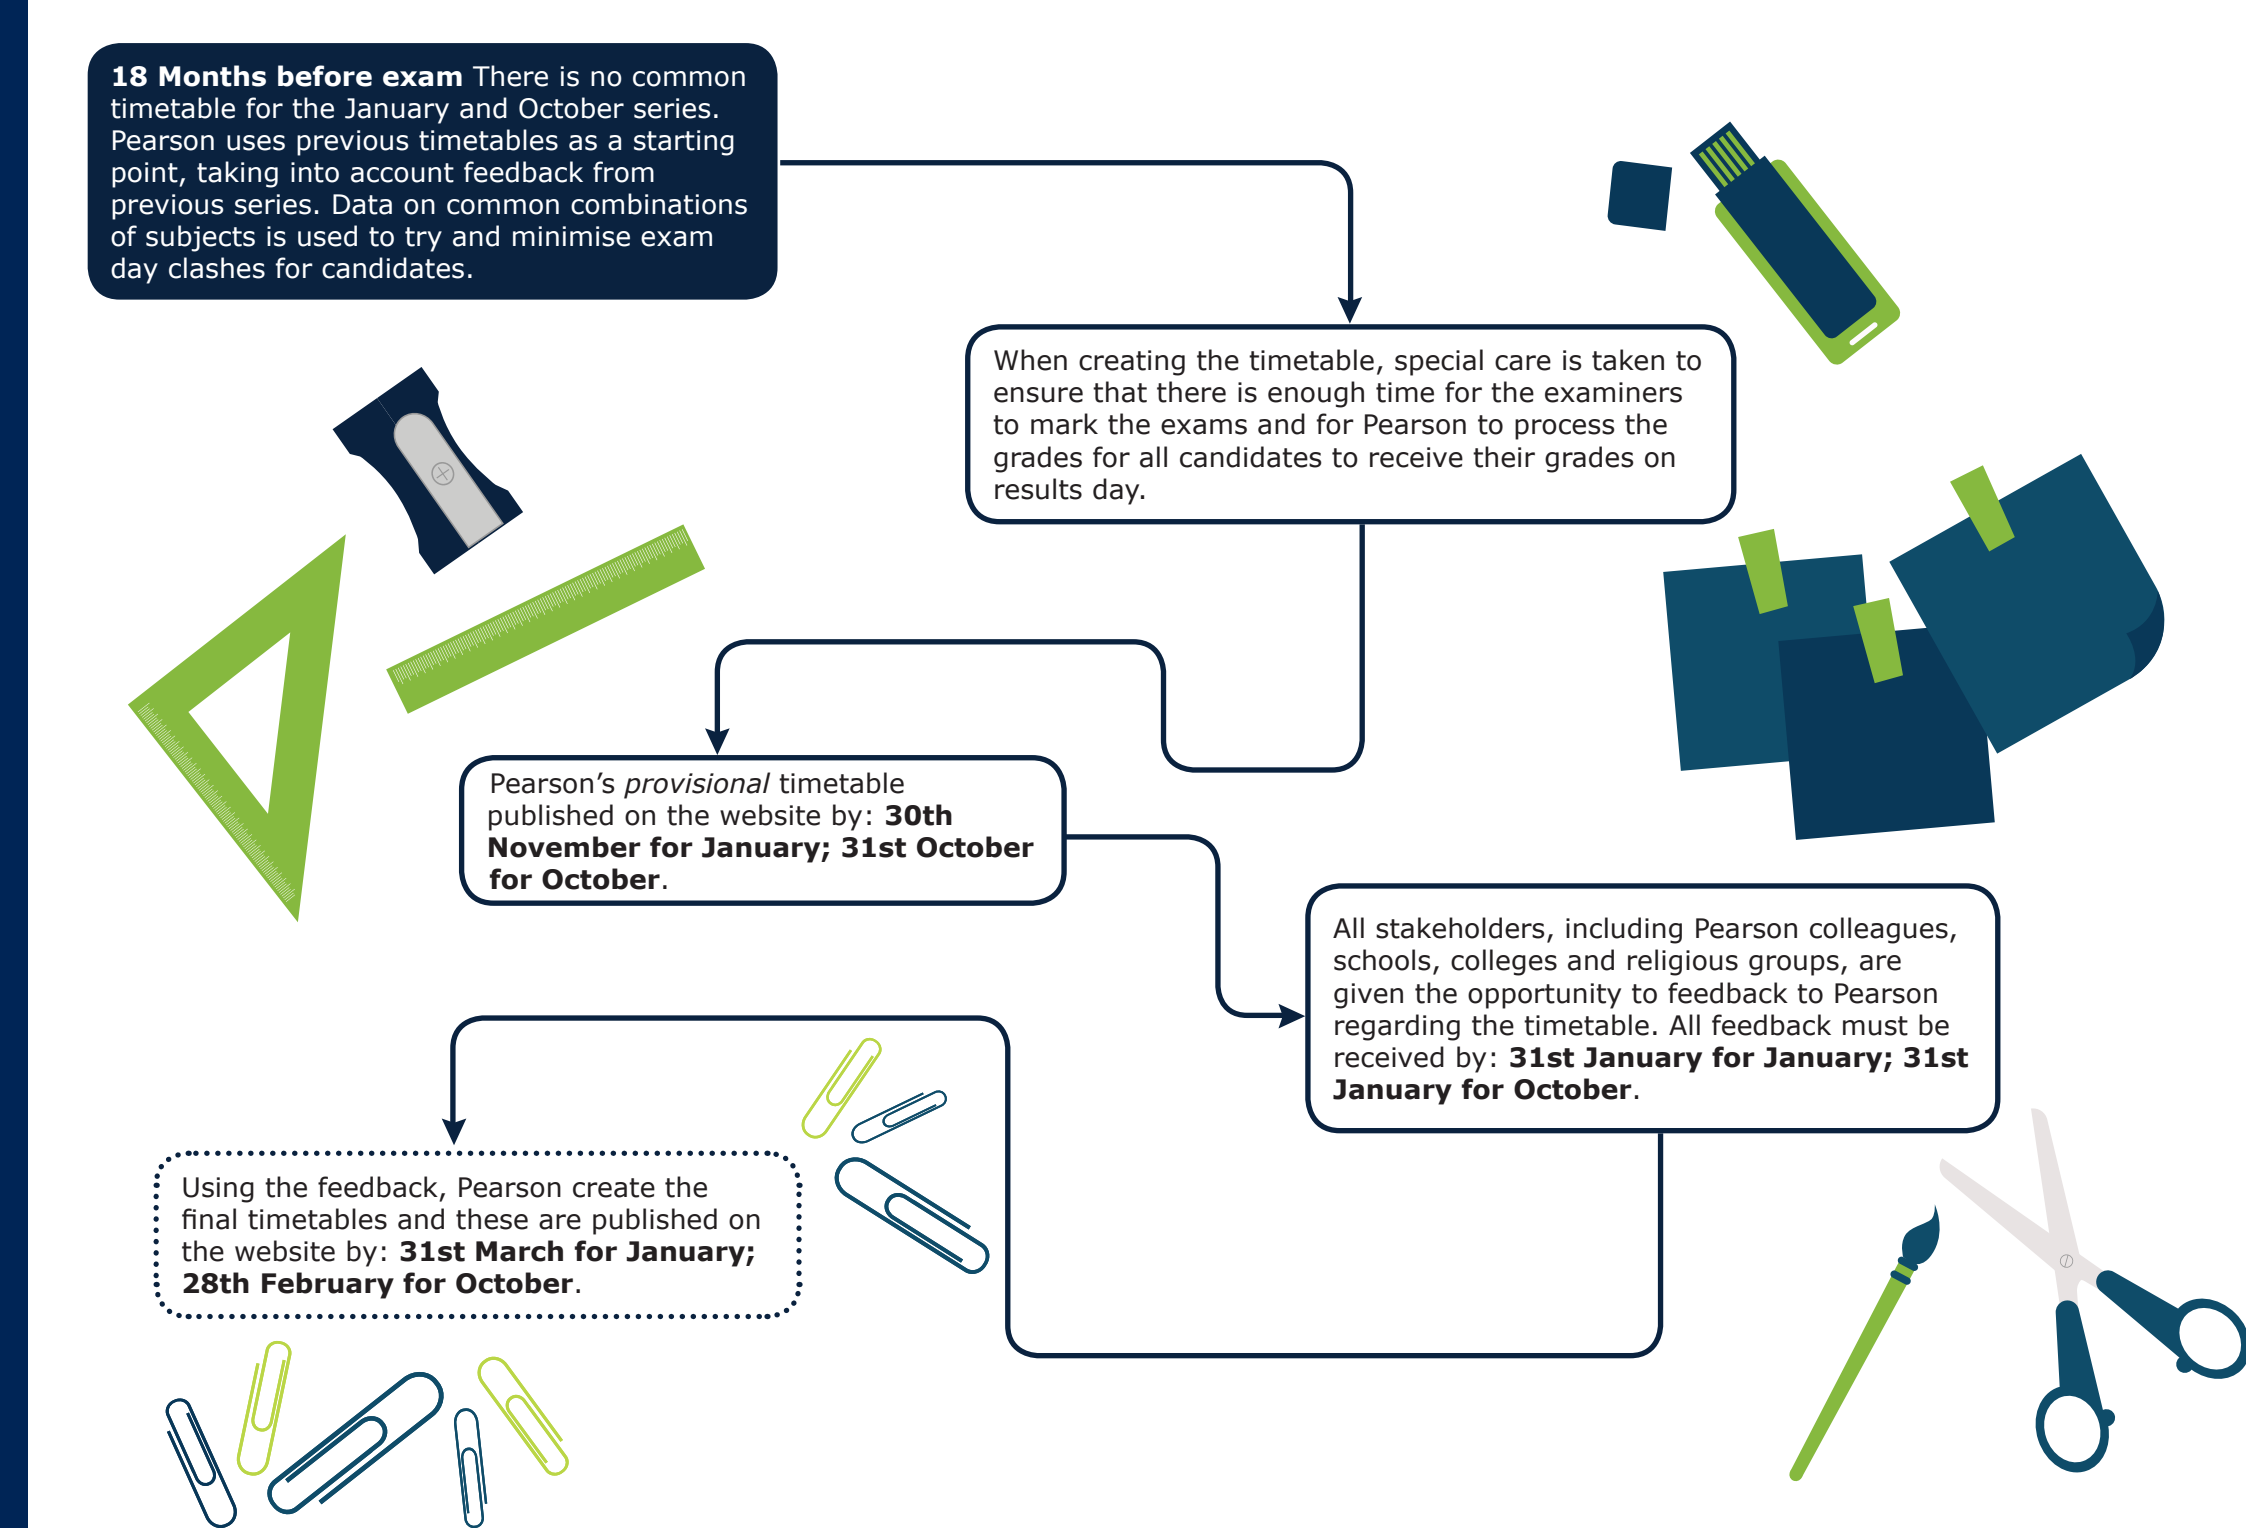 18 Months before exam There is no common
timetable for the January and October series.
Pearson uses previous timetables as a starting
point, taking into account feedback from
previous series. Data on common combinations
of subjects is used to try and minimise exam
day clashes for candidates.
When creating the timetable, special care is taken to
ensure that there is enough time for the examiners
to mark the exams and for Pearson to process the
grades for all candidates to receive their grades on
results day.
Pearson’s provisional timetable
published on the website by: 30th
November for January; 31st October
for October.
All stakeholders, including Pearson colleagues,
schools, colleges and religious groups, are
given the opportunity to feedback to Pearson
regarding the timetable. All feedback must be
received by: 31st January for January; 31st
January for October.
Using the feedback, Pearson create the
final timetables and these are published on
the website by: 31st March for January;
28th February for October.